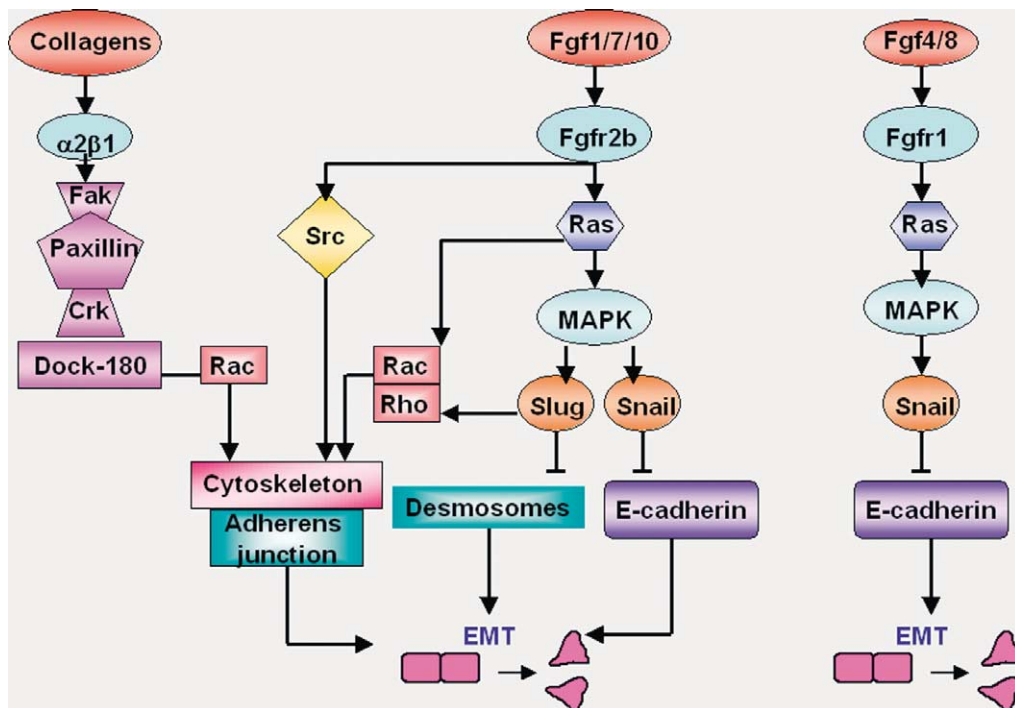 Collagens
α2β1
Fak
Paxillin
Crk
Dock-180
Rac
Fgf1/7/10
Fgfr2b
Src
Ras
MAPK
Rac
Rho
Slug
Snail
Cytoskeleton
Adherens
junction
Desmosomes
E-cadherin
EMT
Fgf4/8
Fgfr1
Ras
MAPK
Snail
E-cadherin
EMT